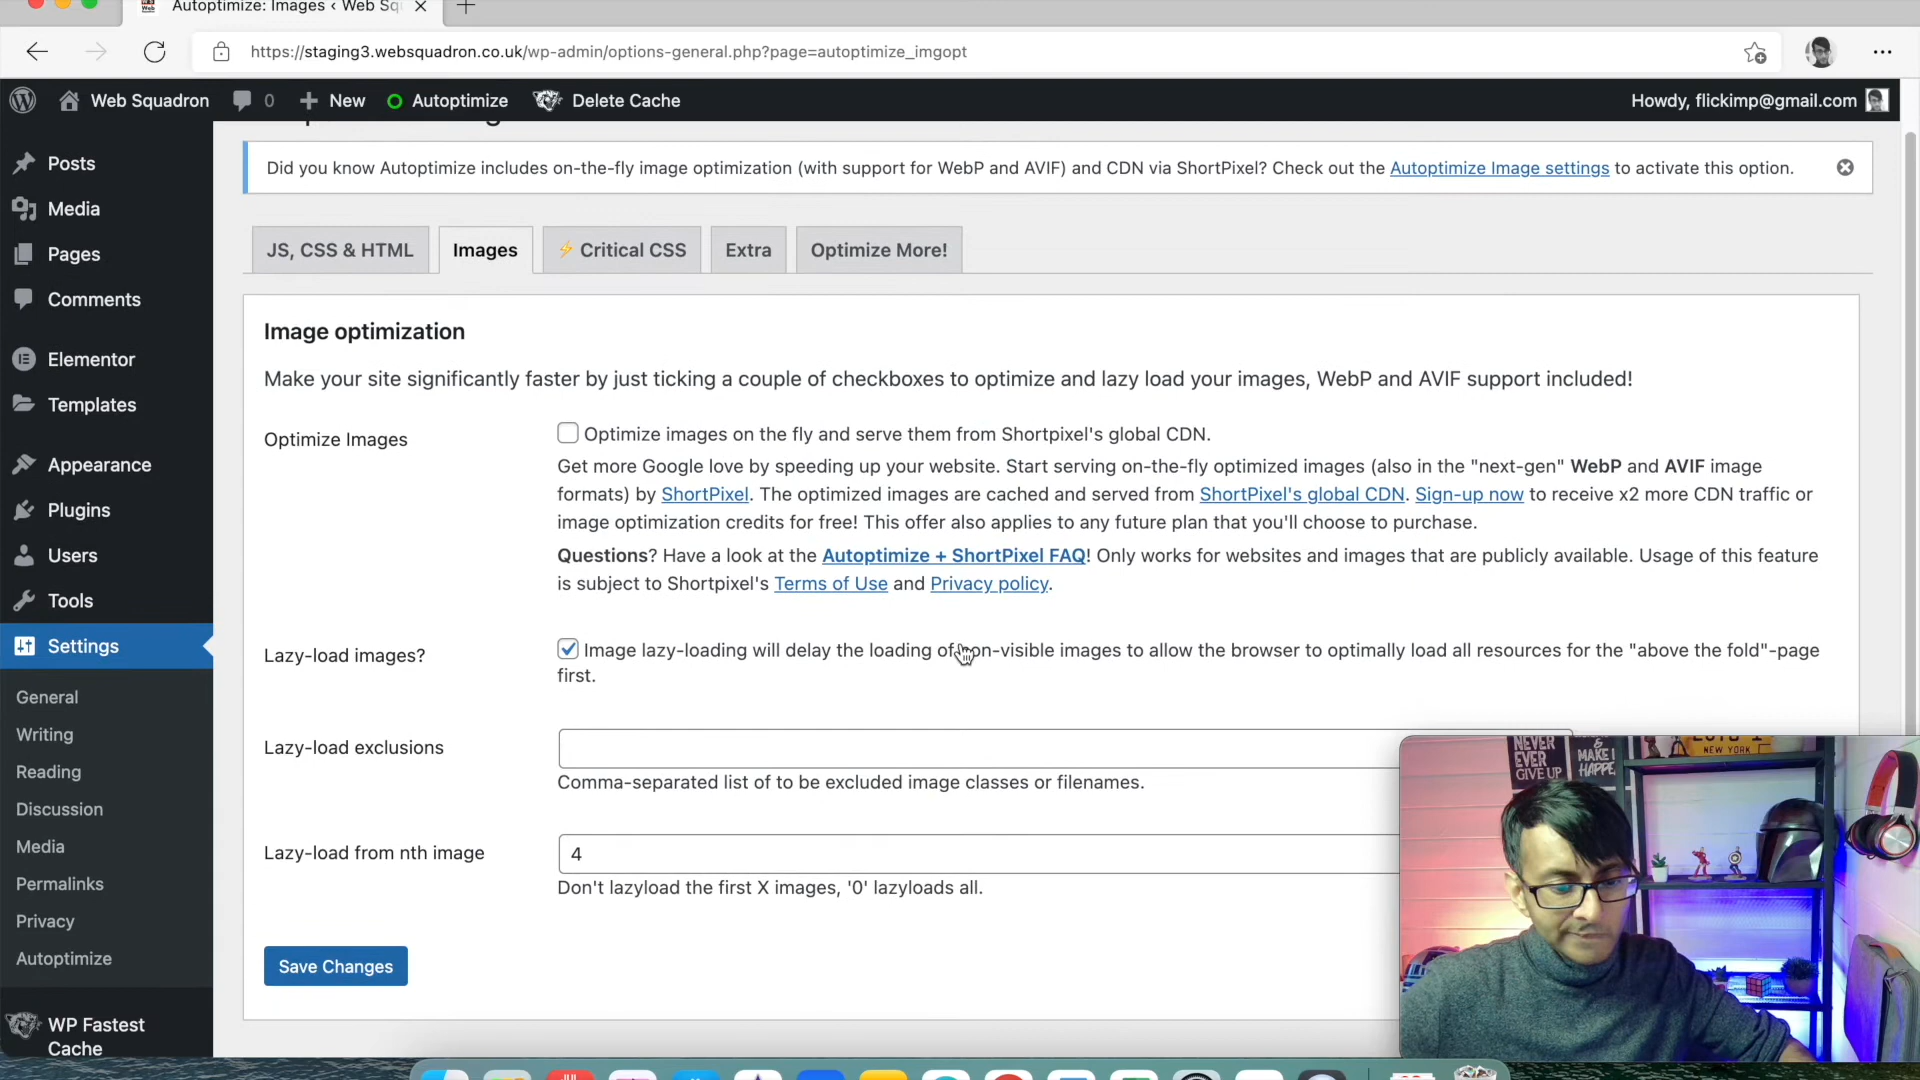 Autoptimize: Images ‹ Web Squ
https://staging3.websquadron.co.uk/wp-admin/options-general.php?page=autoptimize_imgopt
Web Squadron 0 New Autoptimize Delete Cache Howdy, flickimp@gmail.com
Posts
Media
Pages
Comments
Elementor
Templates
Appearance
Plugins
Users
Tools
Settings
General
Writing
Reading
Discussion
Media
Permalinks
Privacy
Autoptimize
WP Fastest
Cache
Did you know Autoptimize includes on-the-fly image optimization (with support for WebP and AVIF) and CDN via ShortPixel? Check out the Autoptimize Image settings to activate this option.
JS, CSS & HTML Images ⚡ Critical CSS Extra Optimize More!
Image optimization
Make your site significantly faster by just ticking a couple of checkboxes to optimize and lazy load your images, WebP and AVIF support included!
Optimize Images
Optimize images on the fly and serve them from Shortpixel's global CDN.
Get more Google love by speeding up your website. Start serving on-the-fly optimized images (also in the "next-gen" WebP and AVIF image
formats) by ShortPixel. The optimized images are cached and served from ShortPixel's global CDN. Sign-up now to receive x2 more CDN traffic or
image optimization credits for free! This offer also applies to any future plan that you'll choose to purchase.
Questions? Have a look at the Autoptimize + ShortPixel FAQ! Only works for websites and images that are publicly available. Usage of this feature
is subject to Shortpixel's Terms of Use and Privacy policy.
Lazy-load images?
Image lazy-loading will delay the loading of non-visible images to allow the browser to optimally load all resources for the "above the fold"-page
first.
Lazy-load exclusions
Comma-separated list of to be excluded image classes or filenames.
Lazy-load from nth image
4
Don't lazyload the first X images, '0' lazyloads all.
Save Changes
NEVER
EVER
GIVE UP
&
MAKE I
HAPPE
NEW YORK